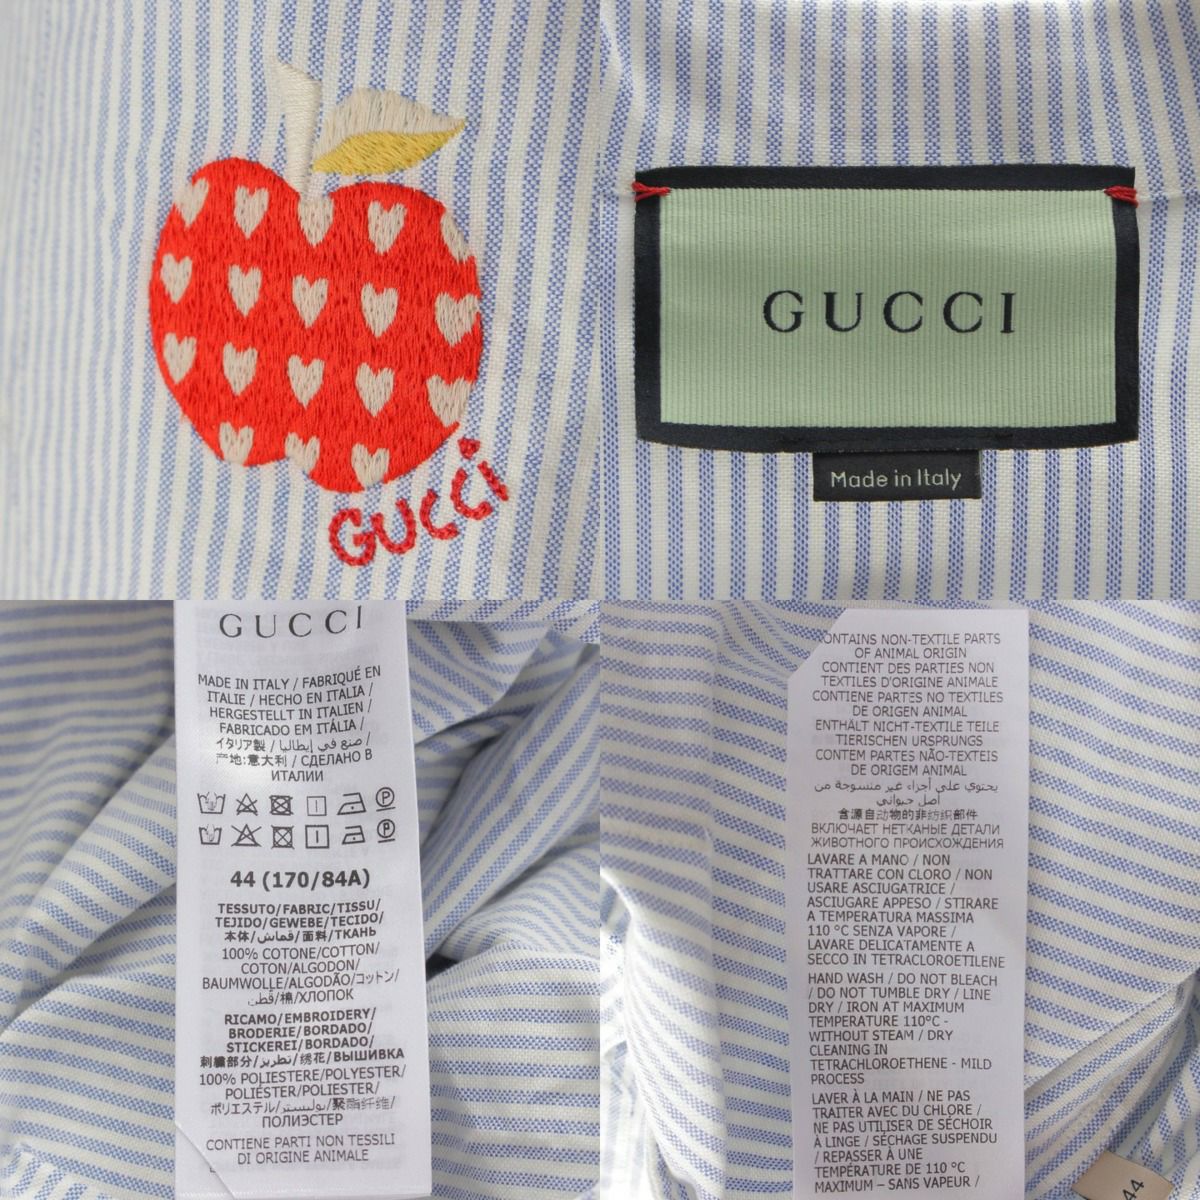 GUCCI
GUCCI
Made in Italy
GUCCI
MADE IN ITALY / FABRIQUÉ EN
ITALIE / HECHO EN ITALIA /
HERGESTELLT IN ITALIEN /
FABRICADO EM ITÁLIA /
イタリア製 / صنع في إيطاليا /
产地:意大利 / СДЕЛАНО В
ИТАЛИИ
44 (170/84A)
TESSUTO/FABRIC/TISSU/
TEJIDO/GEWEBE/TECIDO/
本体/قماش/面料/ТКАНЬ
100% COTONE/COTTON/
COTON/ALGODON/
BAUMWOLLE/ALGODÃO/コットン/
قطن/棉/ХЛОПОК
RICAMO/EMBROIDERY/
BRODERIE/BORDADO/
STICKEREI/BORDADO/
刺繍部分/تطريز/绣花/ВЫШИВКА
100% POLIESTERE/POLYESTER/
POLIÉSTER/POLIESTER/
ポリエステル/بوليستر/聚酯纤维/
ПОЛИЭСТЕР
CONTIENE PARTI NON TESSILI
DI ORIGINE ANIMALE
CONTAINS NON-TEXTILE PARTS
OF ANIMAL ORIGIN
CONTIENT DES PARTIES NON
TEXTILES D'ORIGINE ANIMALE
CONTIENE PARTES NO TEXTILES
DE ORIGEN ANIMAL
ENTHÄLT NICHT-TEXTILE TEILE
TIERISCHEN URSPRUNGS
CONTEM PARTES NÃO-TEXTEIS
DE ORIGEM ANIMAL
يحتوي على أجزاء غير منسوجة من
أصل حيواني
含源自动物的非纺织部件
ВКЛЮЧАЕТ НЕТКАНЫЕ ДЕТАЛИ
ЖИВОТНОГО ПРОИСХОЖДЕНИЯ
LAVARE A MANO / NON
TRATTARE CON CLORO / NON
USARE ASCIUGATRICE /
ASCIUGARE APPESO / STIRARE
A TEMPERATURA MASSIMA
110 °C SENZA VAPORE /
LAVARE DELICATAMENTE A
SECCO IN TETRACLOROETILENE
HAND WASH / DO NOT BLEACH
/ DO NOT TUMBLE DRY / LINE
DRY / IRON AT MAXIMUM
TEMPERATURE 110°C -
WITHOUT STEAM / DRY
CLEANING IN
TETRACHLOROETHENE - MILD
PROCESS
LAVER À LA MAIN / NE PAS
TRAITER AVEC DU CHLORE /
NE PAS UTILISER DE SÉCHOIR
À LINGE / SÉCHAGE SUSPENDU
/ REPASSER À UNE
TEMPÉRATURE DE 110 °C
MAXIMUM – SANS VAPEUR /
44